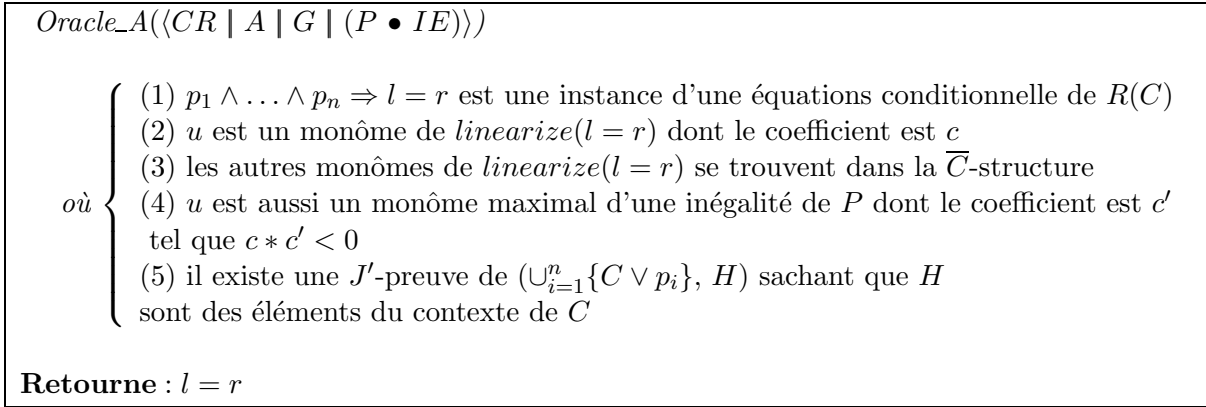 Oracle_A(⟨CR ‖ A ‖ G ‖ (P • IE)⟩)
(1) p₁ ∧ … ∧ pₙ ⇒ l = r est une instance d'une équations conditionnelle de R(C)
(2) u est un monôme de linearize(l = r) dont le coefficient est c
(3) les autres monômes de linearize(l = r) se trouvent dans la C̅-structure
où { (4) u est aussi un monôme maximal d'une inégalité de P dont le coefficient est c′
tel que c ∗ c′ < 0
(5) il existe une J′-preuve de (∪ⁿᵢ₌₁{C ∨ pᵢ}, H) sachant que H
sont des éléments du contexte de C
Retourne : l = r